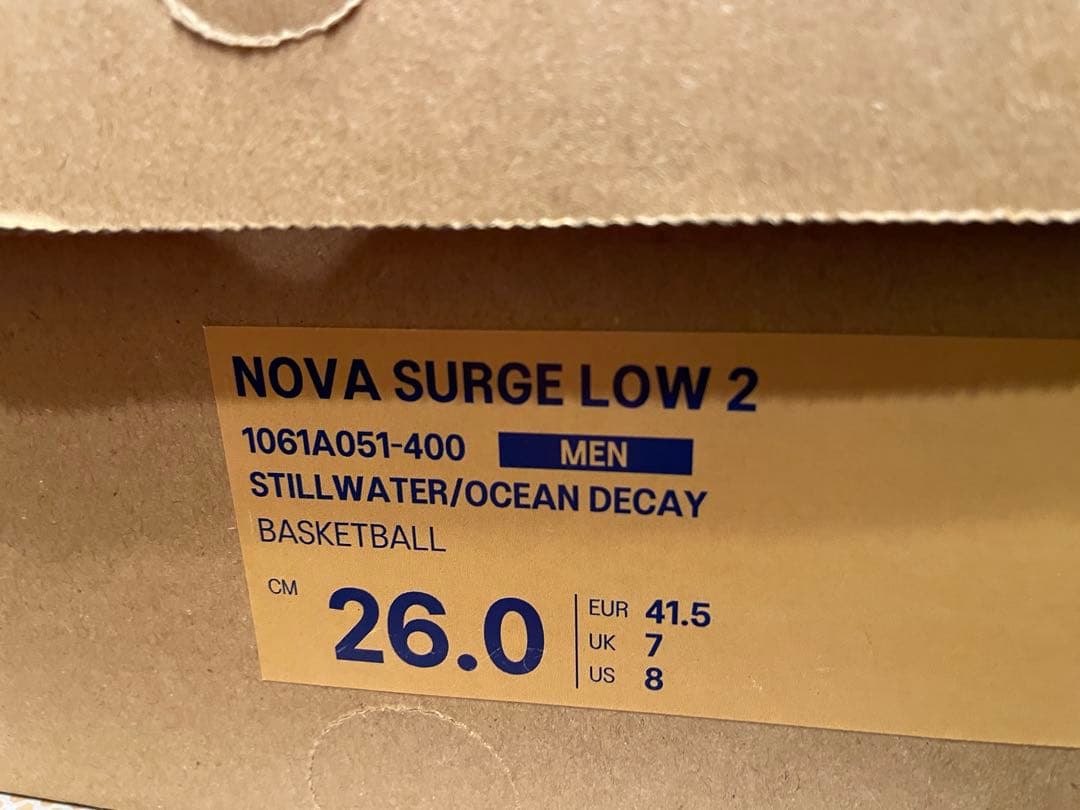 NOVA SURGE LOW 2
1061A051-400 MEN
STILLWATER/OCEAN DECAY
BASKETBALL
CM 26.0
EUR 41.5
UK 7
US 8